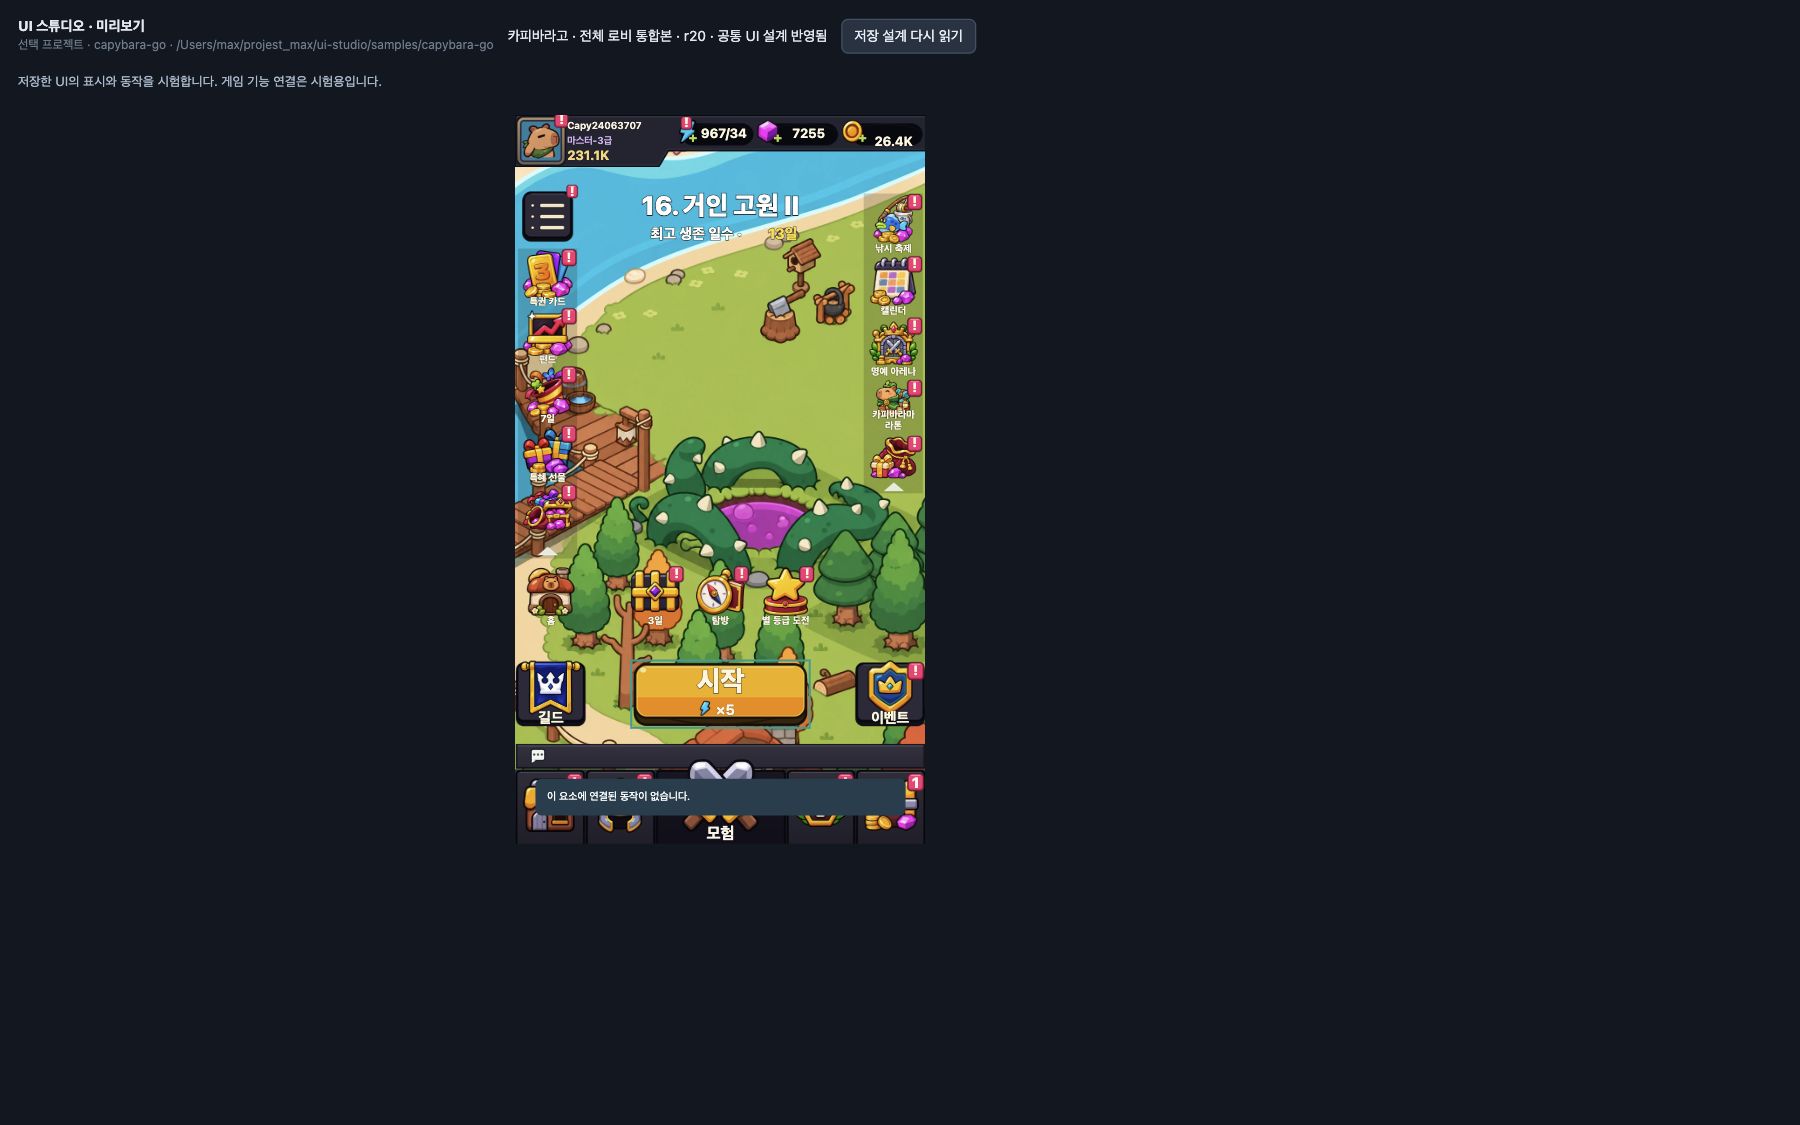 UI 스튜디오 · 미리보기
선택 프로젝트 · capybara-go · /Users/max/projest_max/ui-studio/samples/capybara-go
카피바라고 · 전체 로비 통합본 · r20 · 공통 UI 설계 반영됨
저장 설계 다시 읽기
저장한 UI의 표시와 동작을 시험합니다. 게임 기능 연결은 시험용입니다.
Capy24063707
마스터-3급
231.1K
967/34
7255
26.4K
16. 거인 고원 II
최고 생존 일수 · 13일
특권 카드
펀드
7일
특혜 선물
낚시 축제
캘린더
명예 아레나
카피바라마
라톤
홈
3일
탐방
별 등급 도전
시작
×5
길드
이벤트
이 요소에 연결된 동작이 없습니다.
1
모험